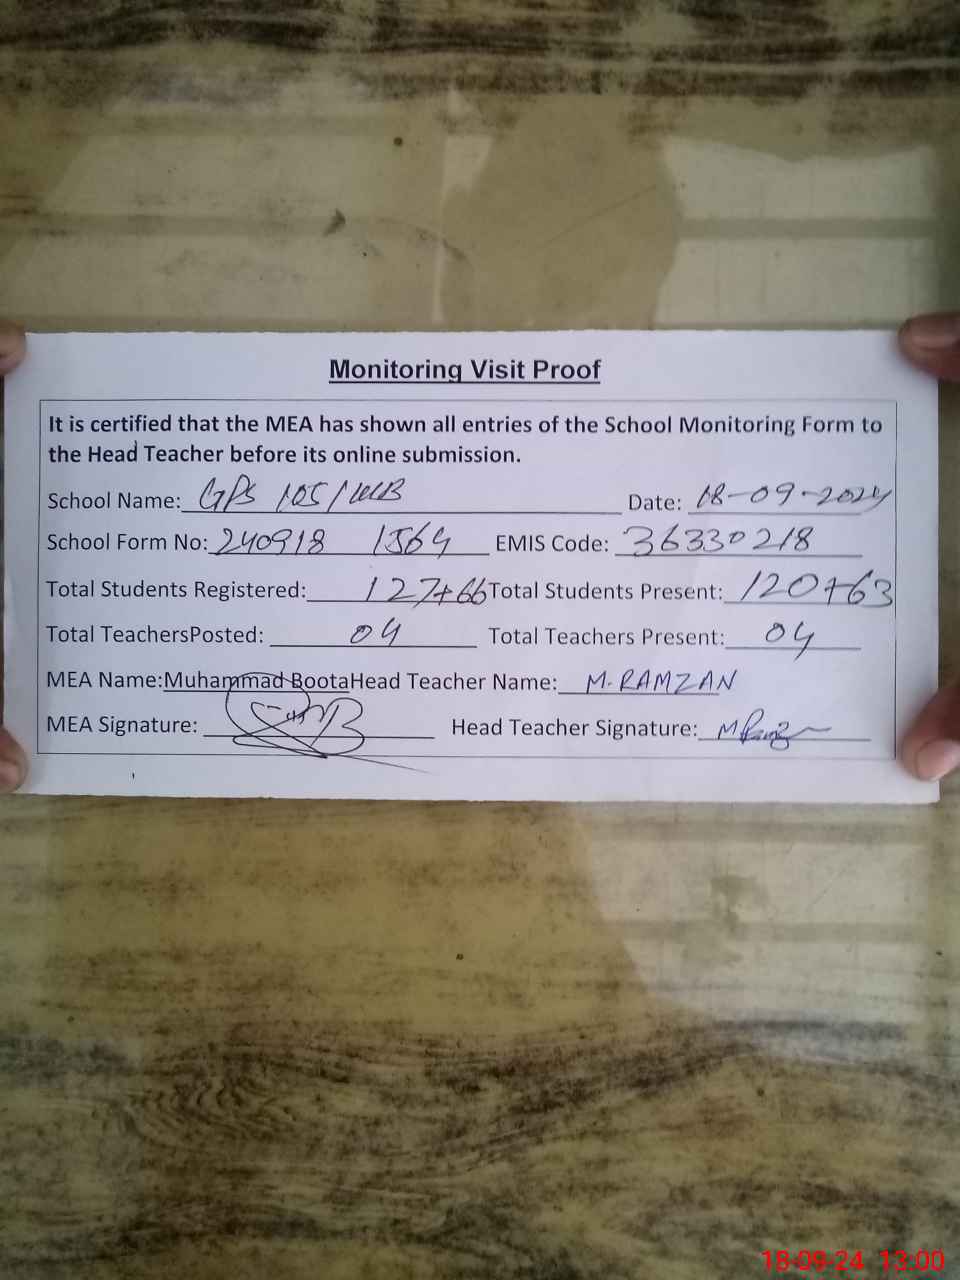 Monitoring Visit Proof
It is certified that the MEA has shown all entries of the School Monitoring Form to
the Head Teacher before its online submission.
School Name: GPS 105/WB Date: 18-09-2024
School Form No: 240918 1564 EMIS Code: 36330218
Total Students Registered: 127+66 Total Students Present: 120+63
Total TeachersPosted: 04 Total Teachers Present: 04
MEA Name:Muhammad BootaHead Teacher Name: M. RAMZAN
MEA Signature: Head Teacher Signature:
18-09-24 13:00